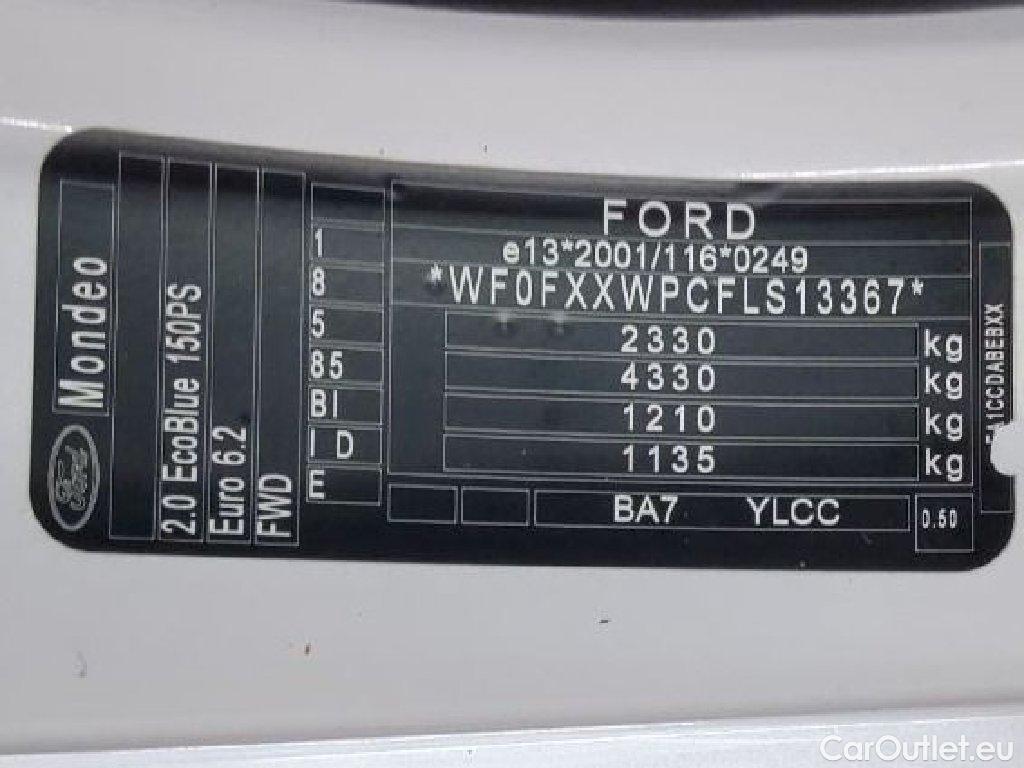 Mondeo
Ford
2.0 EcoBlue 150PS
Euro 6.2
FWD
1
8
5
85
BI
I D
E
FORD
e13*2001/116*0249
*WF0FXXWPCFLS13367*
2330 kg
4330 kg
1210 kg
1135 kg
BA7 YLCC
0.50
CarOutlet.eu